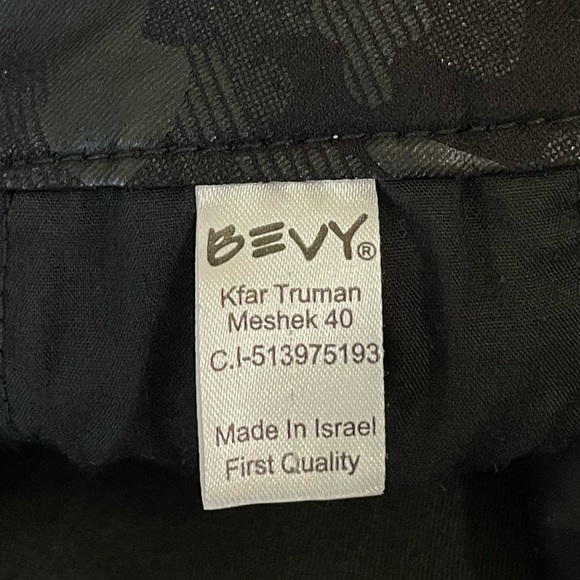 BEVY®
Kfar Truman
Meshek 40
C.I-513975193
Made In Israel
First Quality